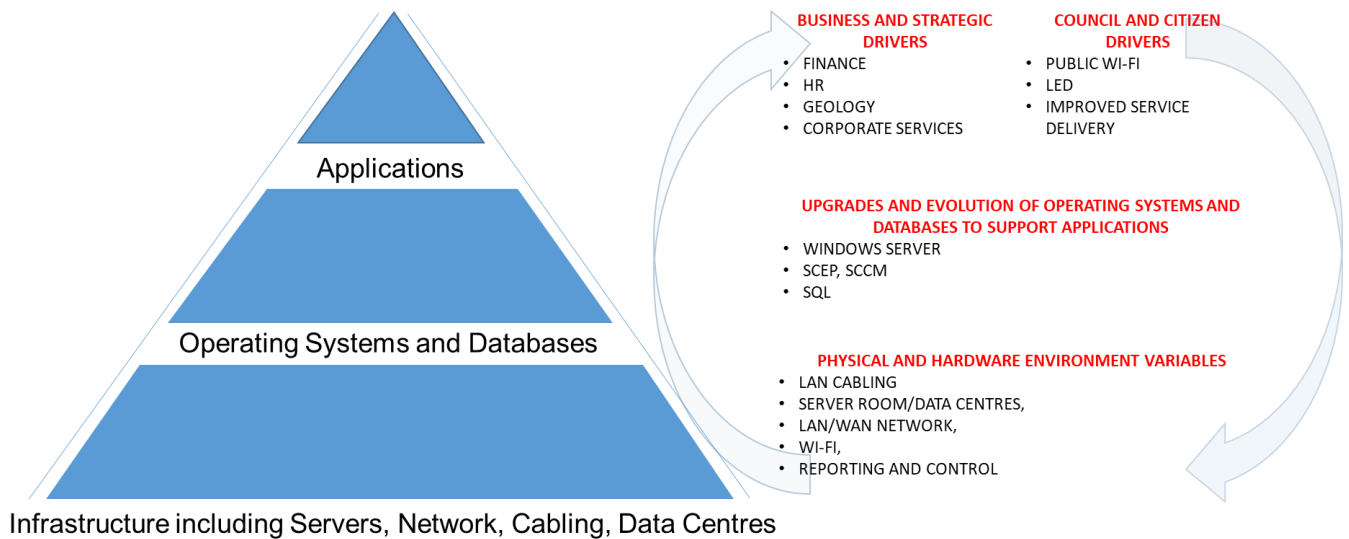 Applications
Operating Systems and Databases
Infrastructure including Servers, Network, Cabling, Data Centres
BUSINESS AND STRATEGIC
DRIVERS
• FINANCE
• HR
• GEOLOGY
• CORPORATE SERVICES
COUNCIL AND CITIZEN
DRIVERS
• PUBLIC WI-FI
• LED
• IMPROVED SERVICE
DELIVERY
UPGRADES AND EVOLUTION OF OPERATING SYSTEMS AND
DATABASES TO SUPPORT APPLICATIONS
• WINDOWS SERVER
• SCEP, SCCM
• SQL
PHYSICAL AND HARDWARE ENVIRONMENT VARIABLES
• LAN CABLING
• SERVER ROOM/DATA CENTRES,
• LAN/WAN NETWORK,
• WI-FI,
• REPORTING AND CONTROL